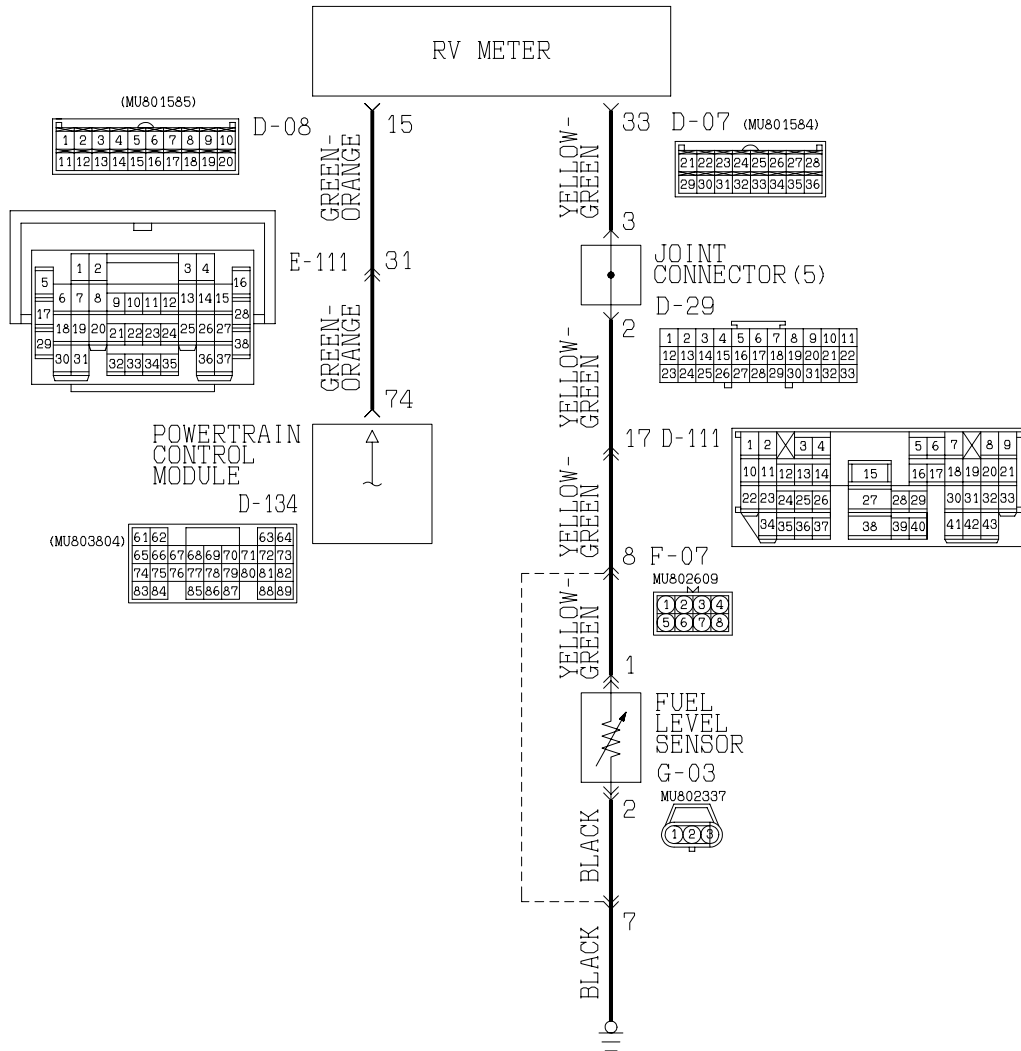 RV METER
(MU801585)
D-08
1 2 3 4 5 6 7 8 9 10
11 12 13 14 15 16 17 18 19 20
15
GREEN-
ORANGE
33
D-07 (MU801584)
21 22 23 24 25 26 27 28
29 30 31 32 33 34 35 36
YELLOW-
GREEN
3
E-111
31
1 2 3 4
5 16
6 7 8 9 10 11 12 13 14 15
17 28
18 19 20 21 22 23 24 25 26 27
29 38
30 31 32 33 34 35 36 37
JOINT
CONNECTOR(5)
D-29
2
1 2 3 4 5 6 7 8 9 10 11
12 13 14 15 16 17 18 19 20 21 22
23 24 25 26 27 28 29 30 31 32 33
GREEN-
ORANGE
74
YELLOW-
GREEN
POWERTRAIN
CONTROL
MODULE
D-134
(MU803804)
61 62 63 64
65 66 67 68 69 70 71 72 73
74 75 76 77 78 79 80 81 82
83 84 85 86 87 88 89
17 D-111
1 2 3 4 5 6 7 8 9
10 11 12 13 14 15 16 17 18 19 20 21
22 23 24 25 26 27 28 29 30 31 32 33
34 35 36 37 38 39 40 41 42 43
YELLOW-
GREEN
8 F-07
MU802609
1 2 3 4
5 6 7 8
YELLOW-
GREEN
1
FUEL
LEVEL
SENSOR
G-03
MU802337
1 2 3
2
BLACK
7
BLACK